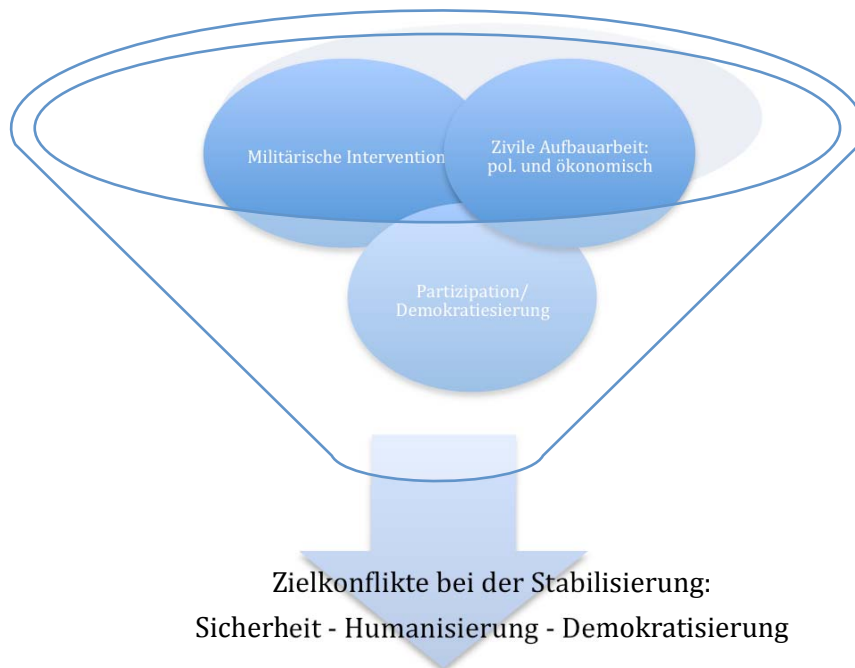 Militärische Intervention
Zivile Aufbauarbeit:
pol. und ökonomisch
Partizipation/
Demokratiesierung
Zielkonflikte bei der Stabilisierung:
Sicherheit - Humanisierung - Demokratisierung